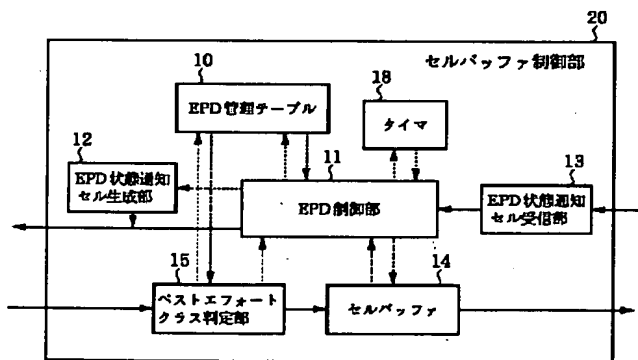 20
セルバッファ制御部
10
EPD管理テーブル
18
タイマ
12
EPD状態通知
セル生成部
11
EPD制御部
13
EPD状態通知
セル受信部
15
ベストエフォート
クラス判定部
14
セルバッファ